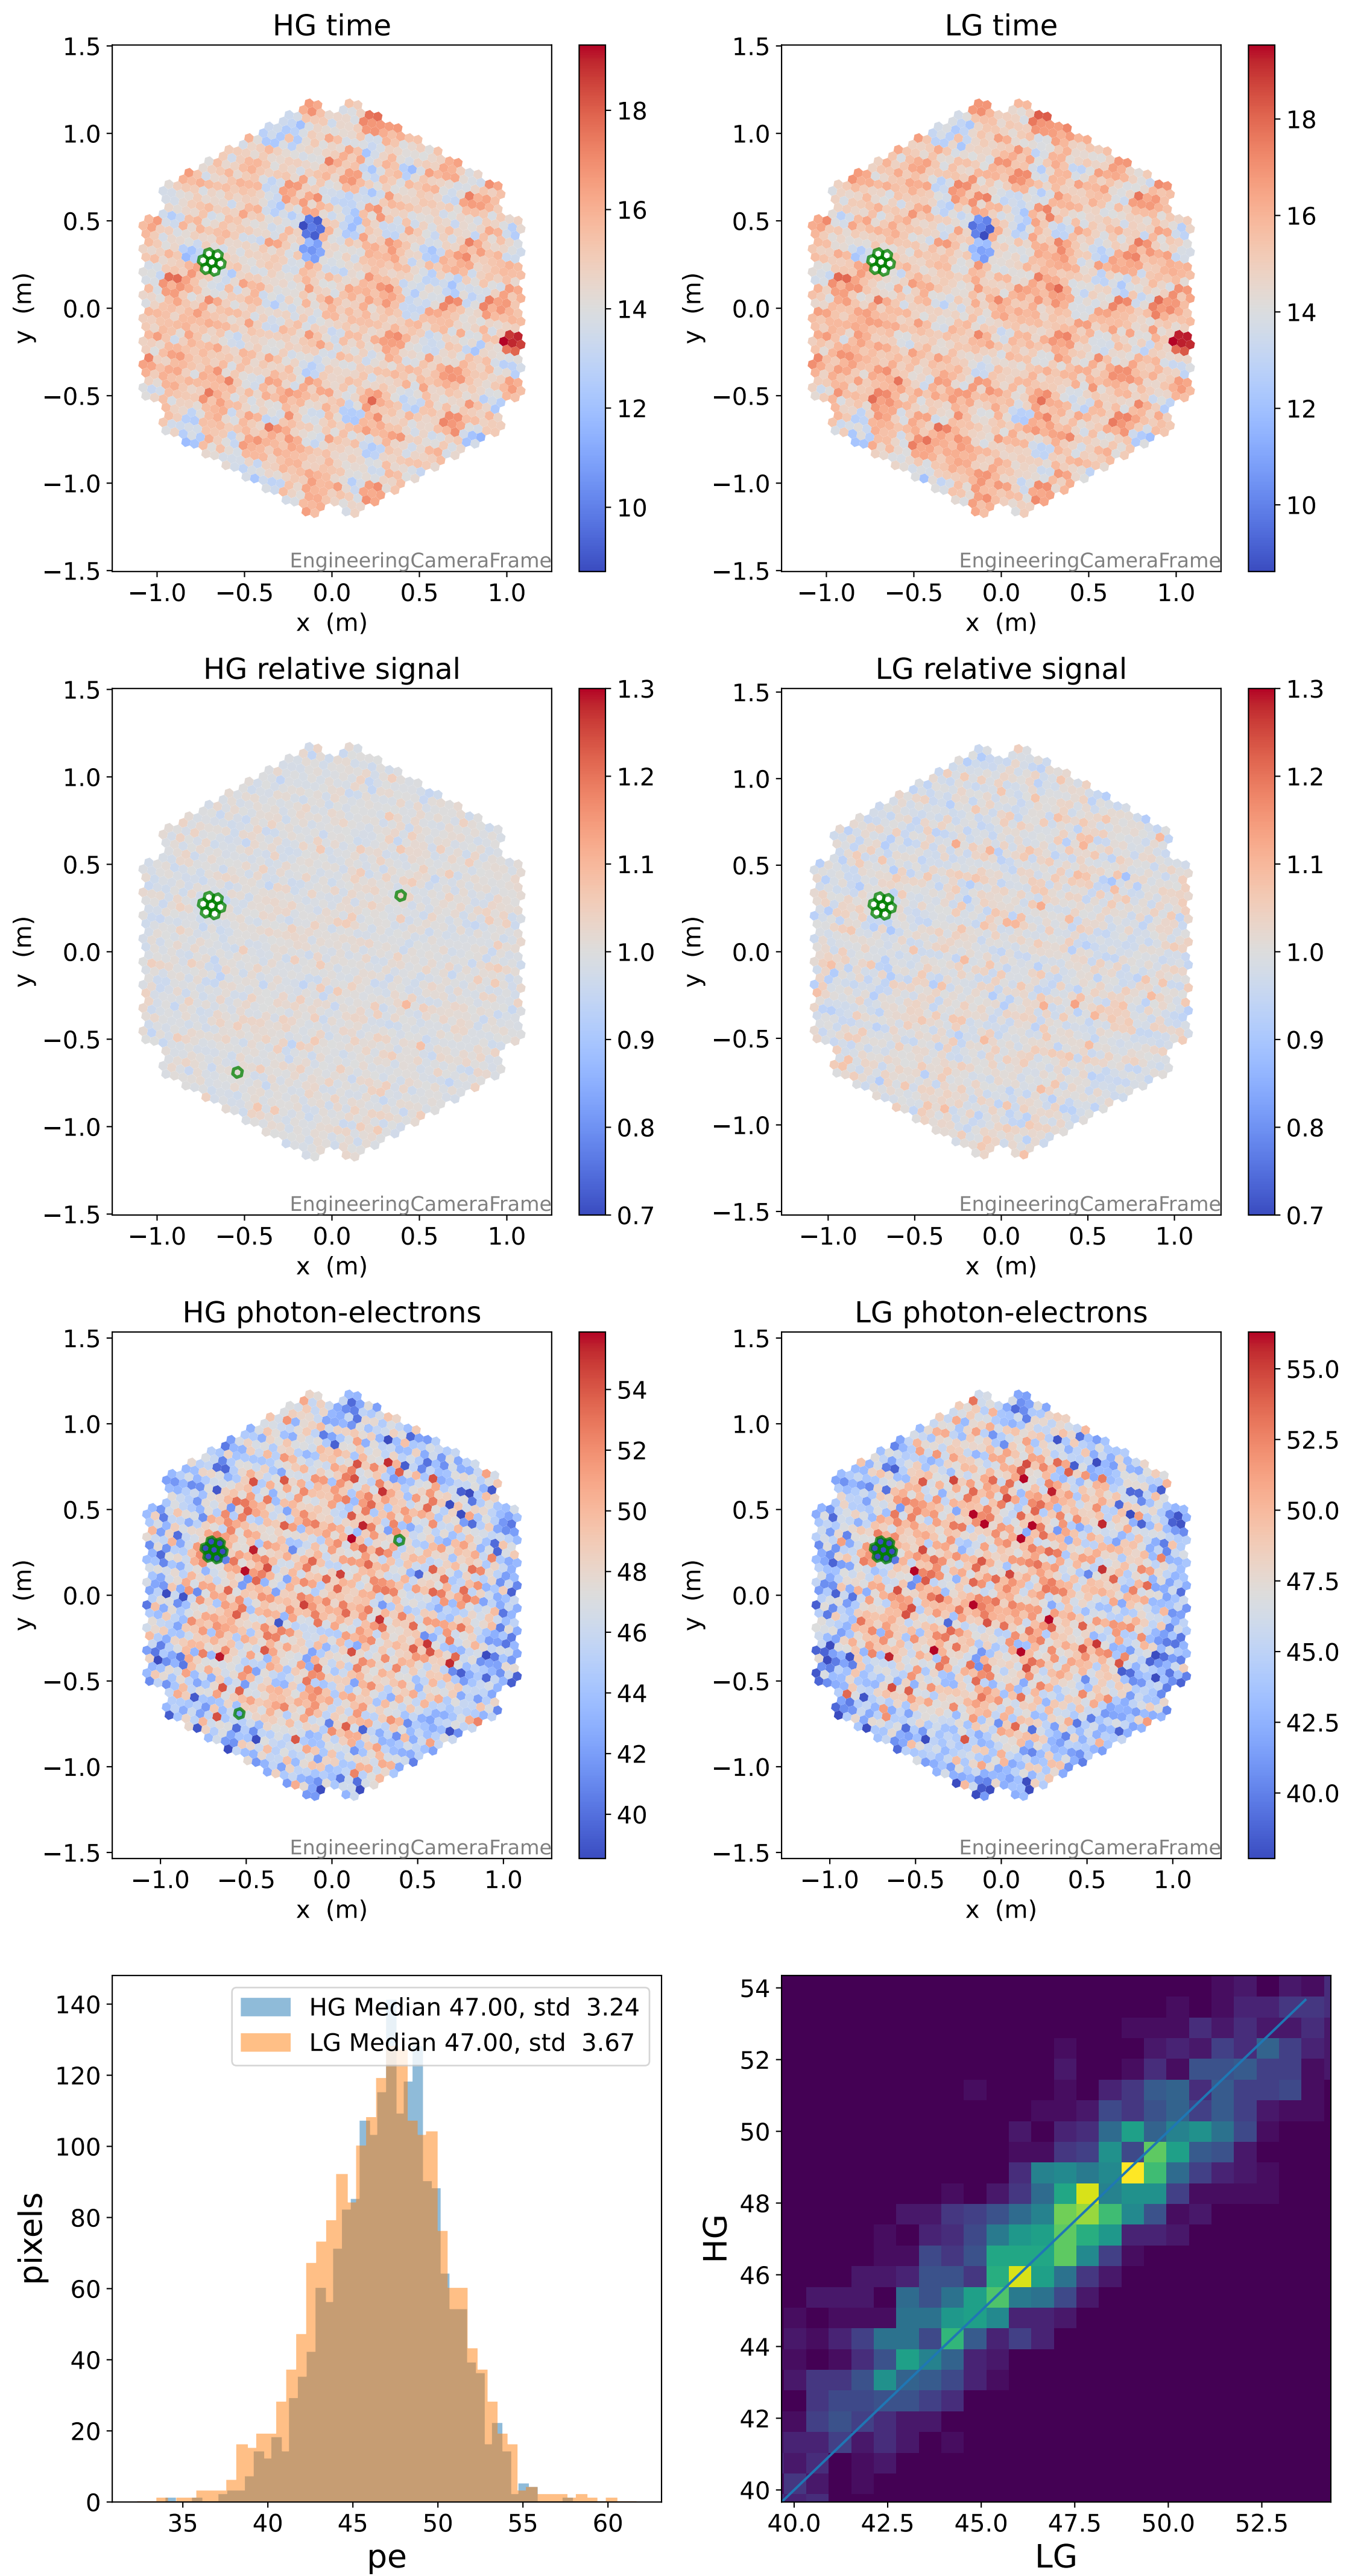 HG time
1.5
1.0
0.5
0.0
−0.5
−1.0
−1.5
y (m)
−1.0 −0.5 0.0 0.5 1.0
x (m)
EngineeringCameraFrame
18
16
14
12
10
LG time
1.5
1.0
0.5
0.0
−0.5
−1.0
−1.5
y (m)
−1.0 −0.5 0.0 0.5 1.0
x (m)
EngineeringCameraFrame
18
16
14
12
10
HG relative signal
1.5
1.0
0.5
0.0
−0.5
−1.0
−1.5
y (m)
−1.0 −0.5 0.0 0.5 1.0
x (m)
EngineeringCameraFrame
1.3
1.2
1.1
1.0
0.9
0.8
0.7
LG relative signal
1.5
1.0
0.5
0.0
−0.5
−1.0
−1.5
y (m)
−1.0 −0.5 0.0 0.5 1.0
x (m)
EngineeringCameraFrame
1.3
1.2
1.1
1.0
0.9
0.8
0.7
HG photon-electrons
1.5
1.0
0.5
0.0
−0.5
−1.0
−1.5
y (m)
−1.0 −0.5 0.0 0.5 1.0
x (m)
EngineeringCameraFrame
54
52
50
48
46
44
42
40
LG photon-electrons
1.5
1.0
0.5
0.0
−0.5
−1.0
−1.5
y (m)
−1.0 −0.5 0.0 0.5 1.0
x (m)
EngineeringCameraFrame
55.0
52.5
50.0
47.5
45.0
42.5
40.0
HG Median 47.00, std 3.24
LG Median 47.00, std 3.67
140
120
100
80
60
40
20
0
pixels
35 40 45 50 55 60
pe
54
52
50
48
46
44
42
40
HG
40.0 42.5 45.0 47.5 50.0 52.5
LG